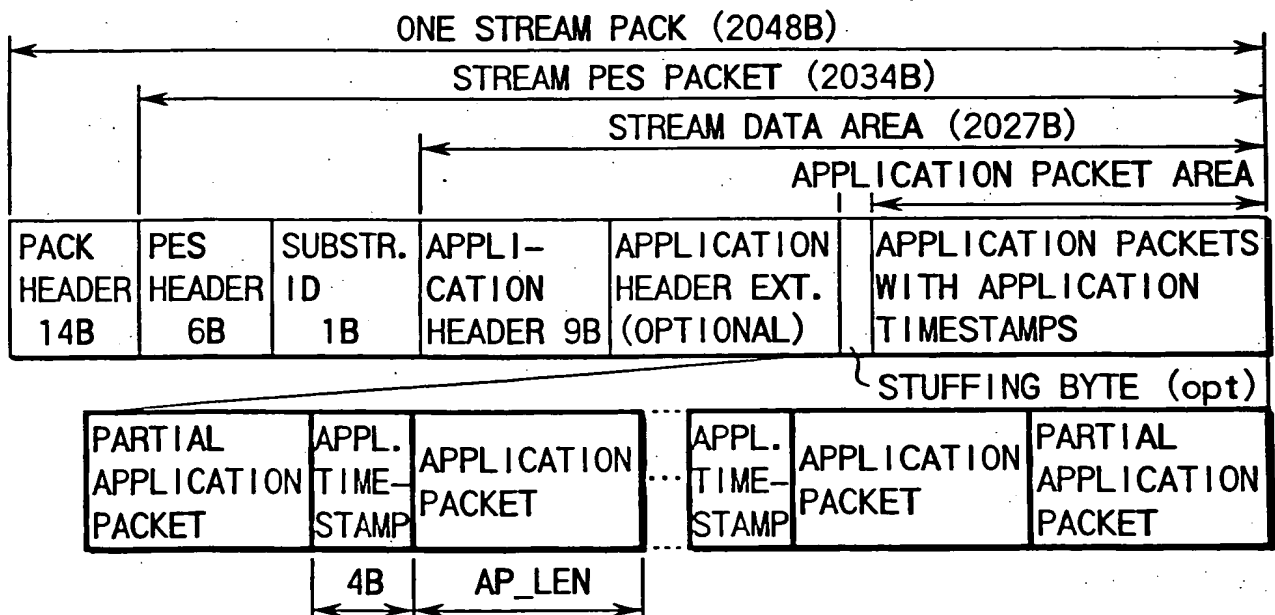 ONE STREAM PACK (2048B)
STREAM PES PACKET (2034B)
STREAM DATA AREA (2027B)
APPLICATION PACKET AREA
PACK
HEADER
14B
PES
HEADER
6B
SUBSTR.
ID
1B
APPLI-
CATION
HEADER 9B
APPLICATION
HEADER EXT.
(OPTIONAL)
APPLICATION PACKETS
WITH APPLICATION
TIMESTAMPS
STUFFING BYTE (opt)
PARTIAL
APPLICATION
PACKET
APPL.
TIME-
STAMP
APPLICATION
PACKET
APPL.
TIME-
STAMP
APPLICATION
PACKET
PARTIAL
APPLICATION
PACKET
4B
AP_LEN